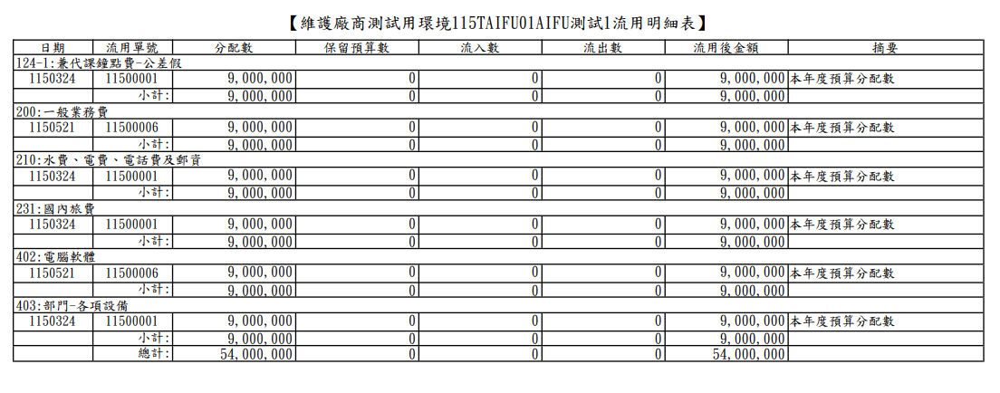 【維護廠商測試用環境115TAIFU01AIFU測試1流用明細表】
日期 流用單號 分配數 保留預算數 流入數 流出數 流用後金額 摘要
124-1:兼代課鐘點費-公差假
1150324 11500001 9,000,000 0 0 0 9,000,000 本年度預算分配數
小計: 9,000,000 0 0 0 9,000,000
200:一般業務費
1150521 11500006 9,000,000 0 0 0 9,000,000 本年度預算分配數
小計: 9,000,000 0 0 0 9,000,000
210:水費、電費、電話費及郵資
1150324 11500001 9,000,000 0 0 0 9,000,000 本年度預算分配數
小計: 9,000,000 0 0 0 9,000,000
231:國內旅費
1150324 11500001 9,000,000 0 0 0 9,000,000 本年度預算分配數
小計: 9,000,000 0 0 0 9,000,000
402:電腦軟體
1150521 11500006 9,000,000 0 0 0 9,000,000 本年度預算分配數
小計: 9,000,000 0 0 0 9,000,000
403:部門-各項設備
1150324 11500001 9,000,000 0 0 0 9,000,000 本年度預算分配數
小計: 9,000,000 0 0 0 9,000,000
總計: 54,000,000 0 0 0 54,000,000